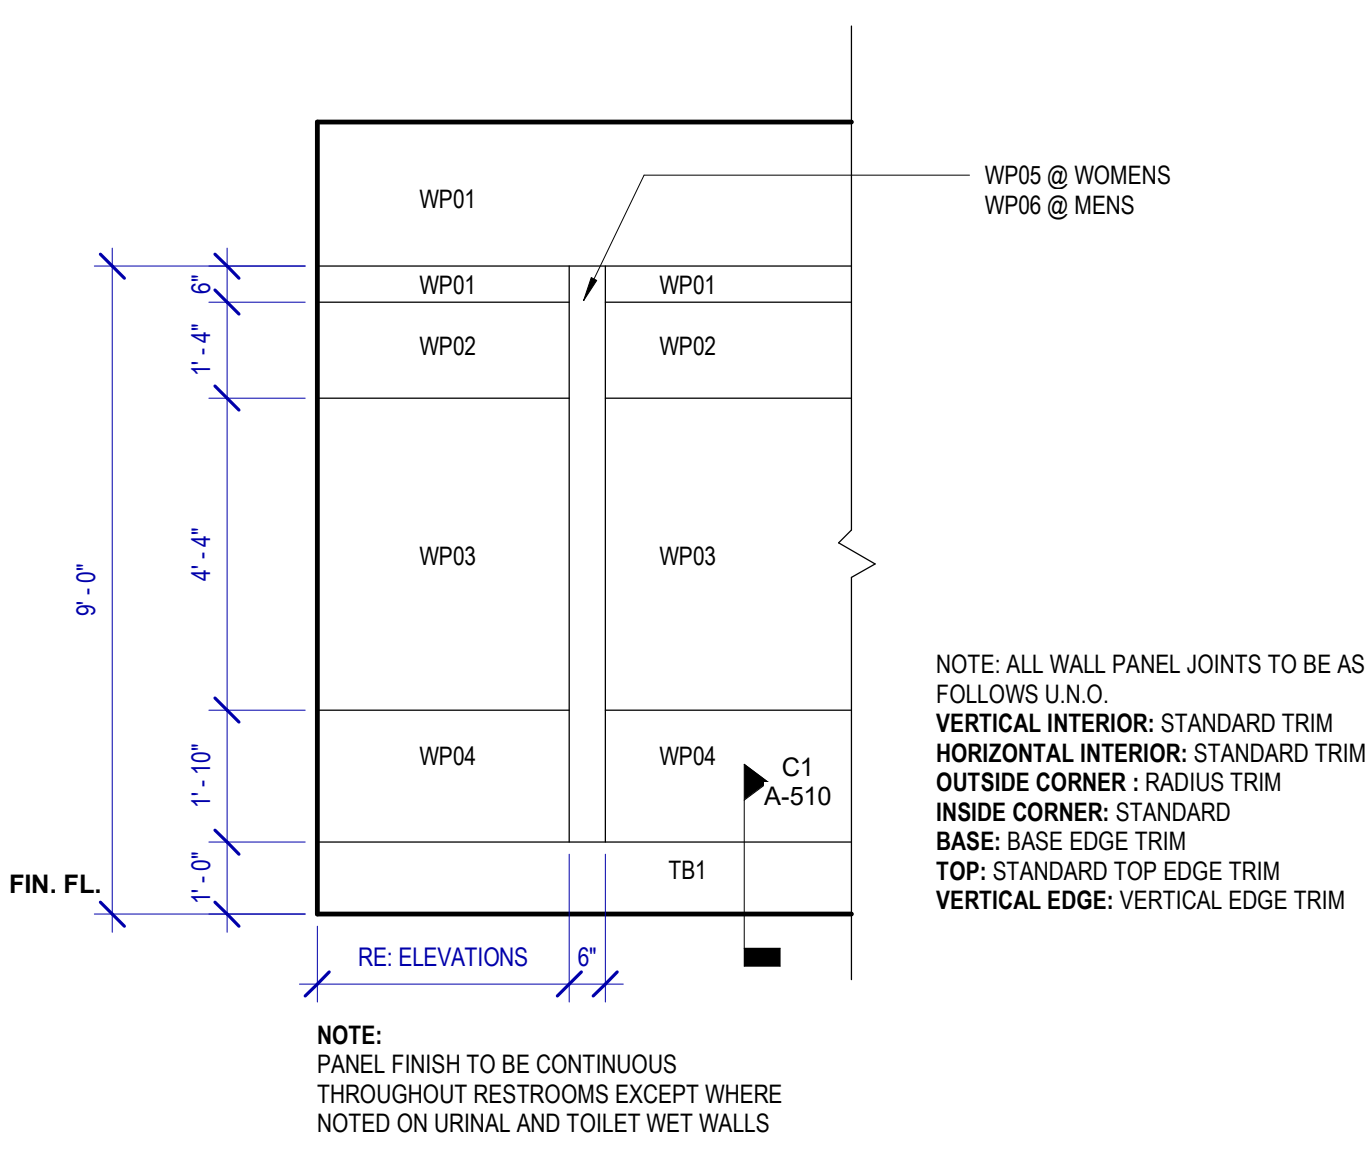 WP05 @ WOMENS
WP06 @ MENS
WP01
WP01
WP01
6"
WP02
WP02
1' - 4"
WP03
WP03
4' - 4"
9' - 0"
WP04
WP04
1' - 10"
C1
A-510
TB1
1' - 0"
FIN. FL.
RE: ELEVATIONS
6"
NOTE: ALL WALL PANEL JOINTS TO BE AS
FOLLOWS U.N.O.
VERTICAL INTERIOR: STANDARD TRIM
HORIZONTAL INTERIOR: STANDARD TRIM
OUTSIDE CORNER : RADIUS TRIM
INSIDE CORNER: STANDARD
BASE: BASE EDGE TRIM
TOP: STANDARD TOP EDGE TRIM
VERTICAL EDGE: VERTICAL EDGE TRIM
NOTE:
PANEL FINISH TO BE CONTINUOUS
THROUGHOUT RESTROOMS EXCEPT WHERE
NOTED ON URINAL AND TOILET WET WALLS